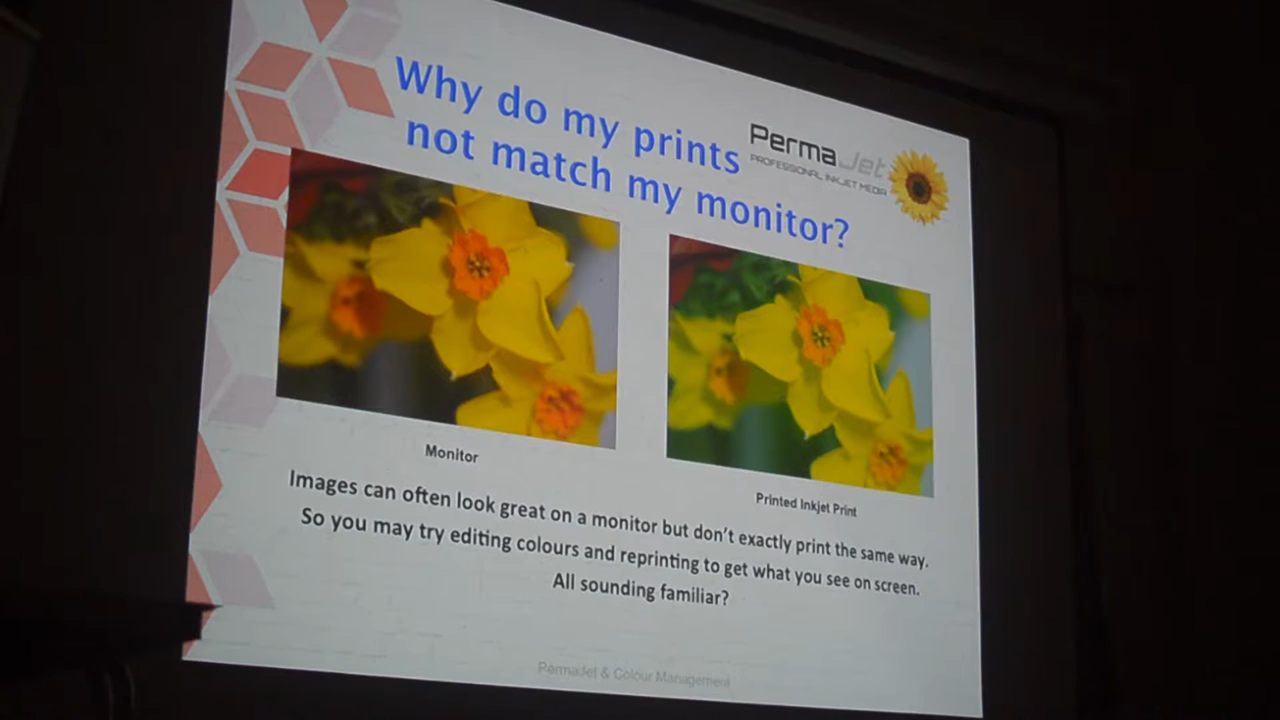 Why do my prints
not match my monitor?
PermaJet
PROFESSIONAL INKJET MEDIA
Monitor
Printed Inkjet Print
Images can often look great on a monitor but don't exactly print the same way.
So you may try editing colours and reprinting to get what you see on screen.
All sounding familiar?
PermaJet & Colour Management